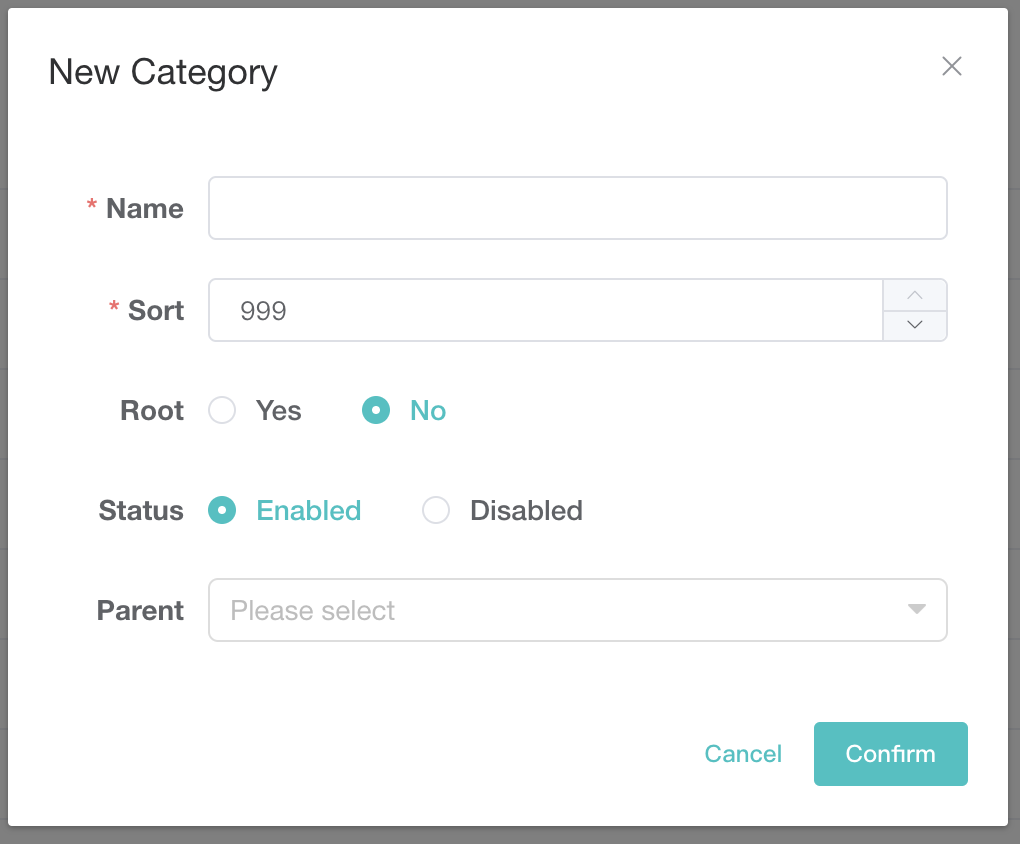 New Category
* Name
* Sort 999
Root Yes No
Status Enabled Disabled
Parent Please select
Cancel Confirm